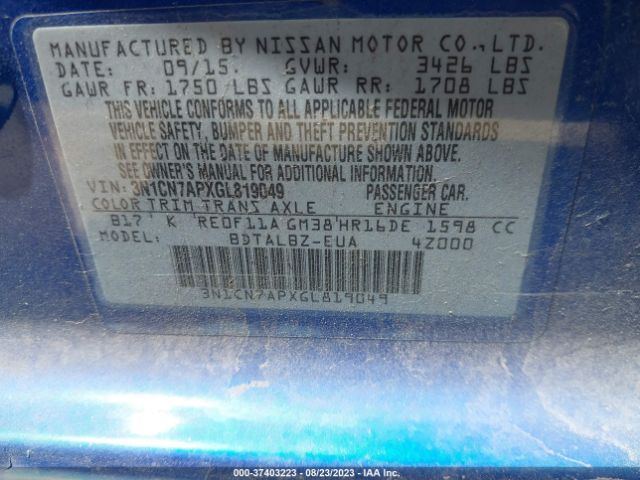 MANUFACTURED BY NISSAN MOTOR CO., LTD.
DATE: 09/15. GVWR: 3426 LBS
GAWR FR: 1750 LBS GAWR RR: 1708 LBS
THIS VEHICLE CONFORMS TO ALL APPLICABLE FEDERAL MOTOR
VEHICLE SAFETY, BUMPER AND THEFT PREVENTION STANDARDS
IN EFFECT ON THE DATE OF MANUFACTURE SHOWN ABOVE.
SEE OWNER'S MANUAL FOR ADDITIONAL INFORMATION.
VIN: 3N1CN7APXGL819049 PASSENGER CAR.
COLOR TRIM TRANS AXLE ENGINE
B17' K 'RE0F11A GM38'HR16DE 1598 CC
MODEL: BDTALBZ-EUA 4Z000
3N1CN7APXGL819049
000-37403223 - 08/23/2023 - IAA Inc.